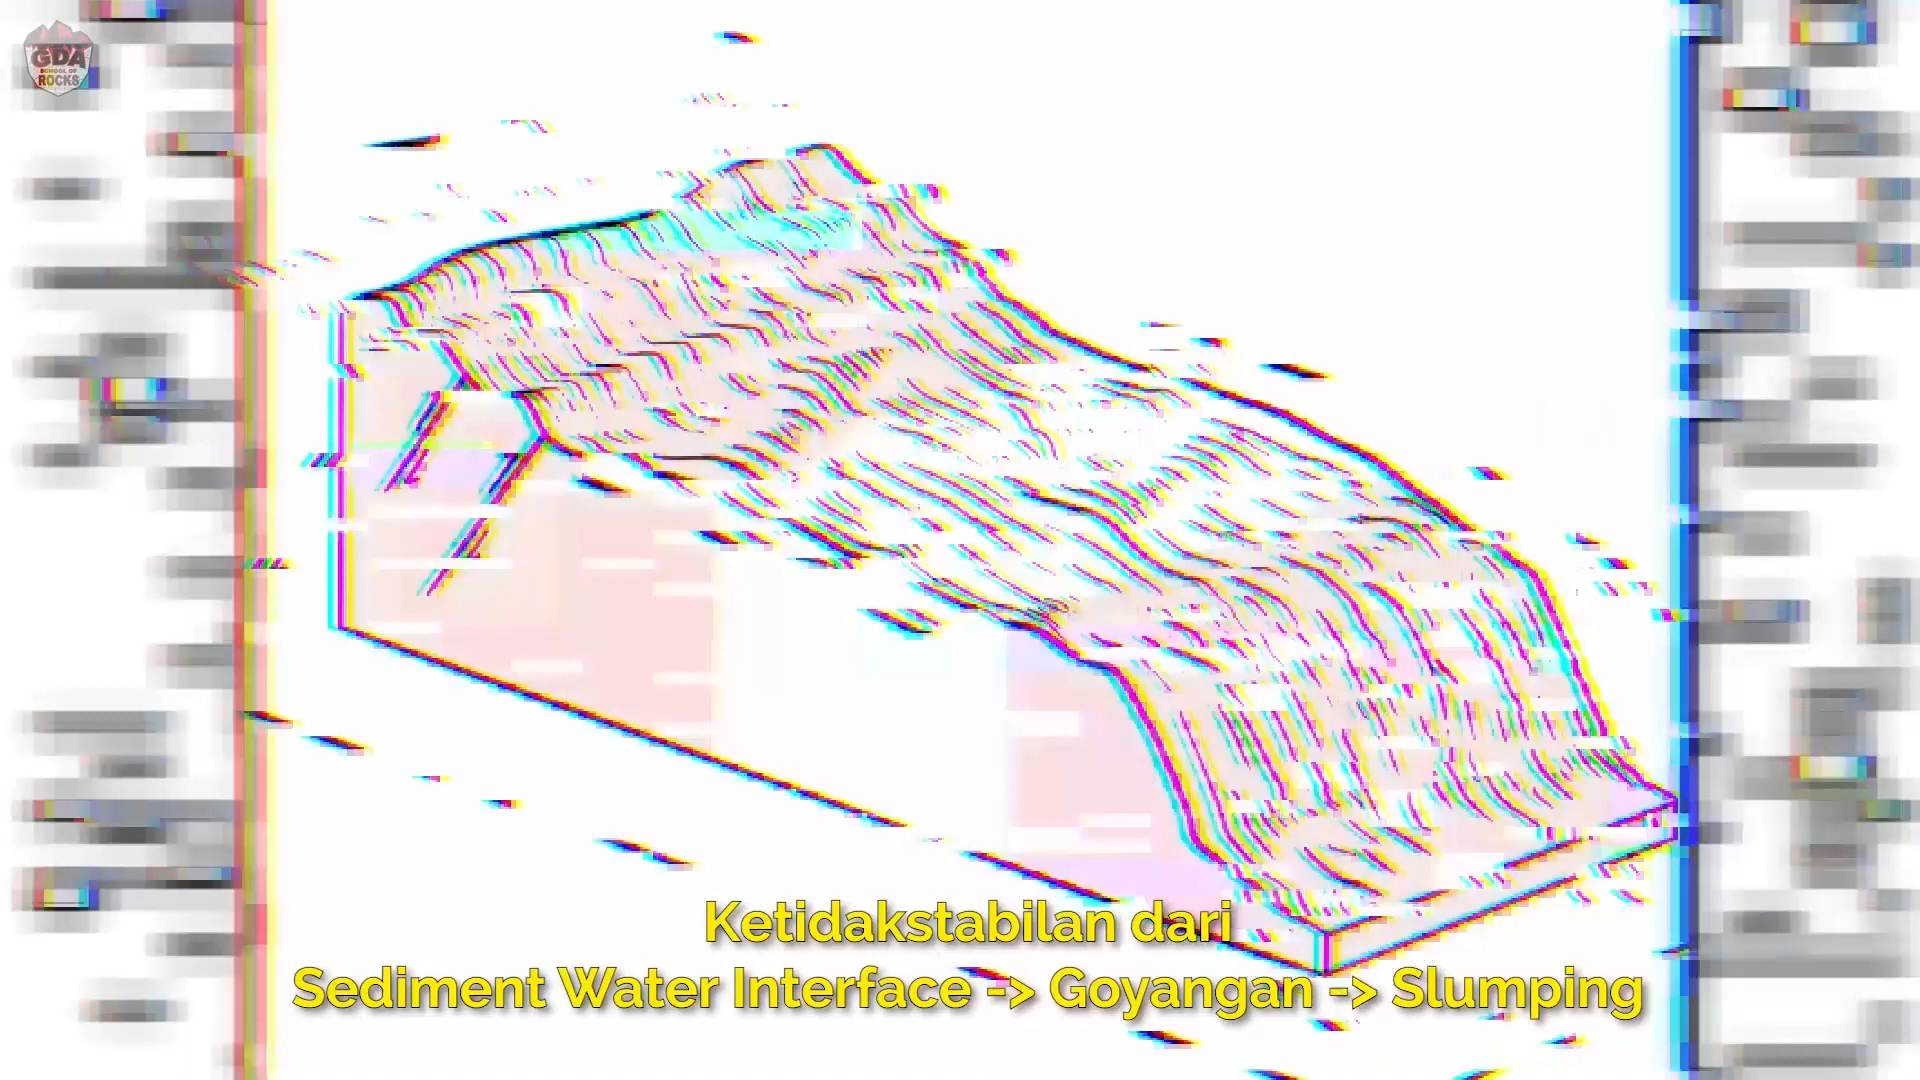 GDA
SCHOOL OF
ROCKS
Ketidakstabilan dari
Sediment Water Interface -> Goyangan -> Slumping